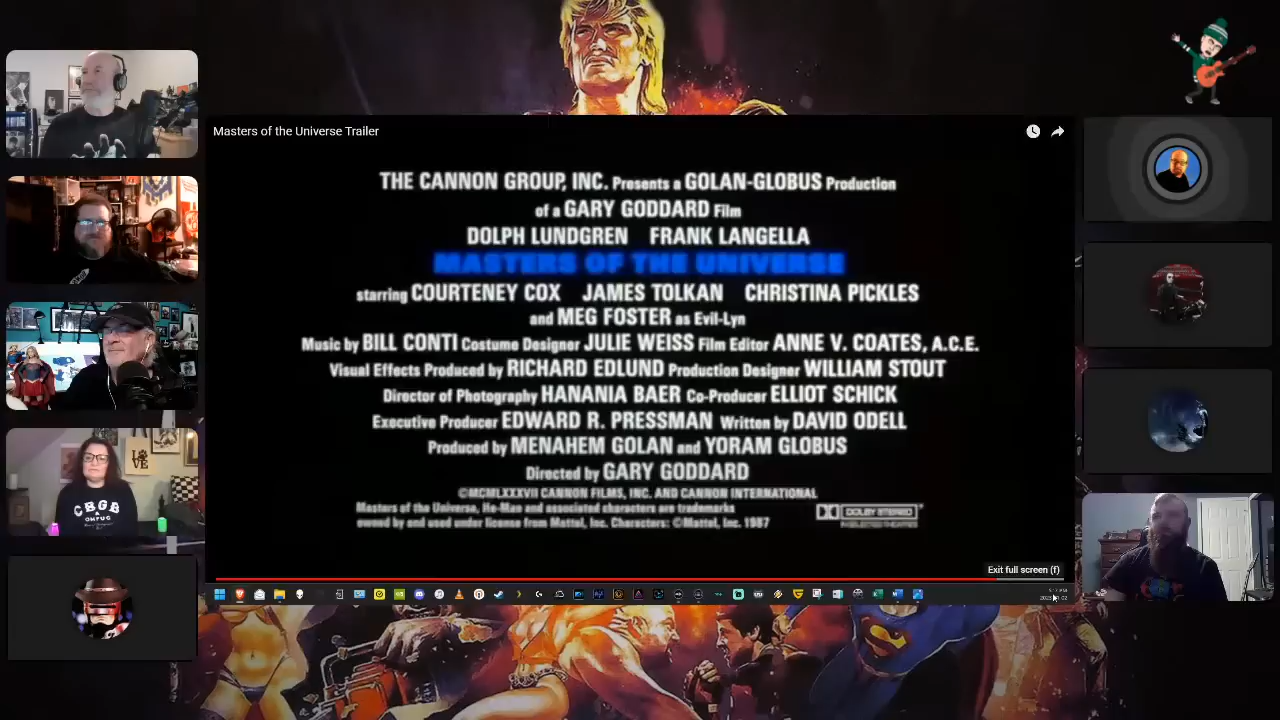 Masters of the Universe Trailer
THE CANNON GROUP, INC. Presents a GOLAN-GLOBUS Production
of a GARY GODDARD Film
DOLPH LUNDGREN FRANK LANGELLA
MASTERS OF THE UNIVERSE
starring COURTENEY COX JAMES TOLKAN CHRISTINA PICKLES
and MEG FOSTER as Evil-Lyn
Music by BILL CONTI Costume Designer JULIE WEISS Film Editor ANNE V. COATES, A.C.E.
Visual Effects Produced by RICHARD EDLUND Production Designer WILLIAM STOUT
Director of Photography HANANIA BAER Co-Producer ELLIOT SCHICK
Executive Producer EDWARD R. PRESSMAN Written by DAVID ODELL
Produced by MENAHEM GOLAN and YORAM GLOBUS
Directed by GARY GODDARD
©MCMLXXXVII CANNON FILMS, INC. AND CANNON INTERNATIONAL
Masters of the Universe, He-Man and associated characters are trademarks
owned by and used under license from Mattel, Inc. Characters: ©Mattel, Inc. 1987
DOLBY STEREO
Exit full screen (f)
LOVE
CBGB
OMFUG